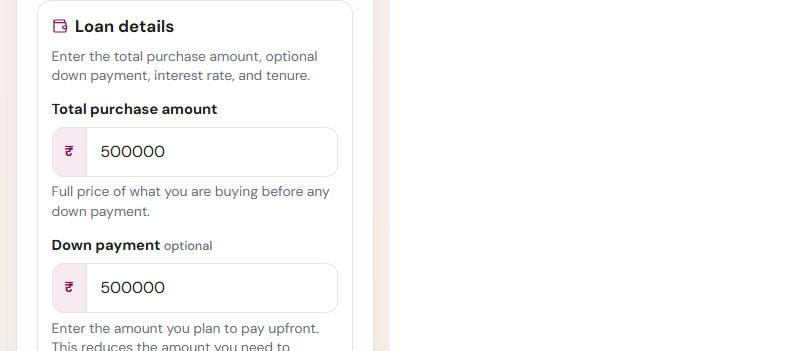 Loan details
Enter the total purchase amount, optional
down payment, interest rate, and tenure.
Total purchase amount
₹ 500000
Full price of what you are buying before any
down payment.
Down payment optional
₹ 500000
Enter the amount you plan to pay upfront.
This reduces the amount you need to